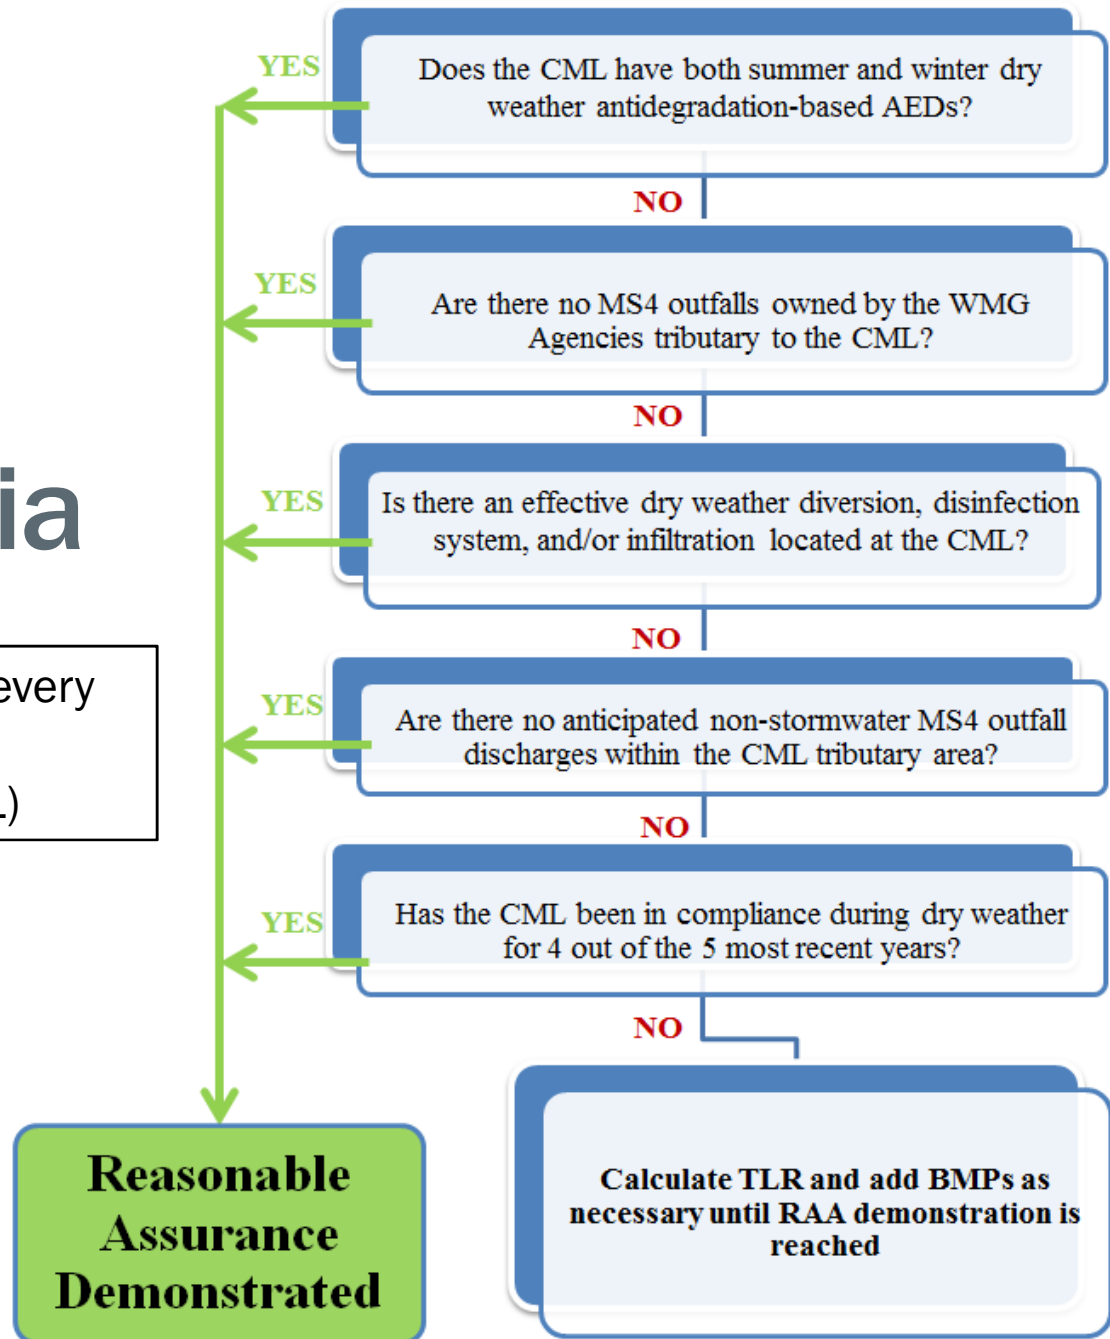 YES
Does the CML have both summer and winter dry
weather antidegradation-based AEDs?
NO
YES
Are there no MS4 outfalls owned by the WMG
Agencies tributary to the CML?
NO
ia
YES
Is there an effective dry weather diversion, disinfection
system, and/or infiltration located at the CML?
NO
every
)
YES
Are there no anticipated non-stormwater MS4 outfall
discharges within the CML tributary area?
NO
YES
Has the CML been in compliance during dry weather
for 4 out of the 5 most recent years?
NO
Reasonable
Assurance
Demonstrated
Calculate TLR and add BMPs as
necessary until RAA demonstration is
reached